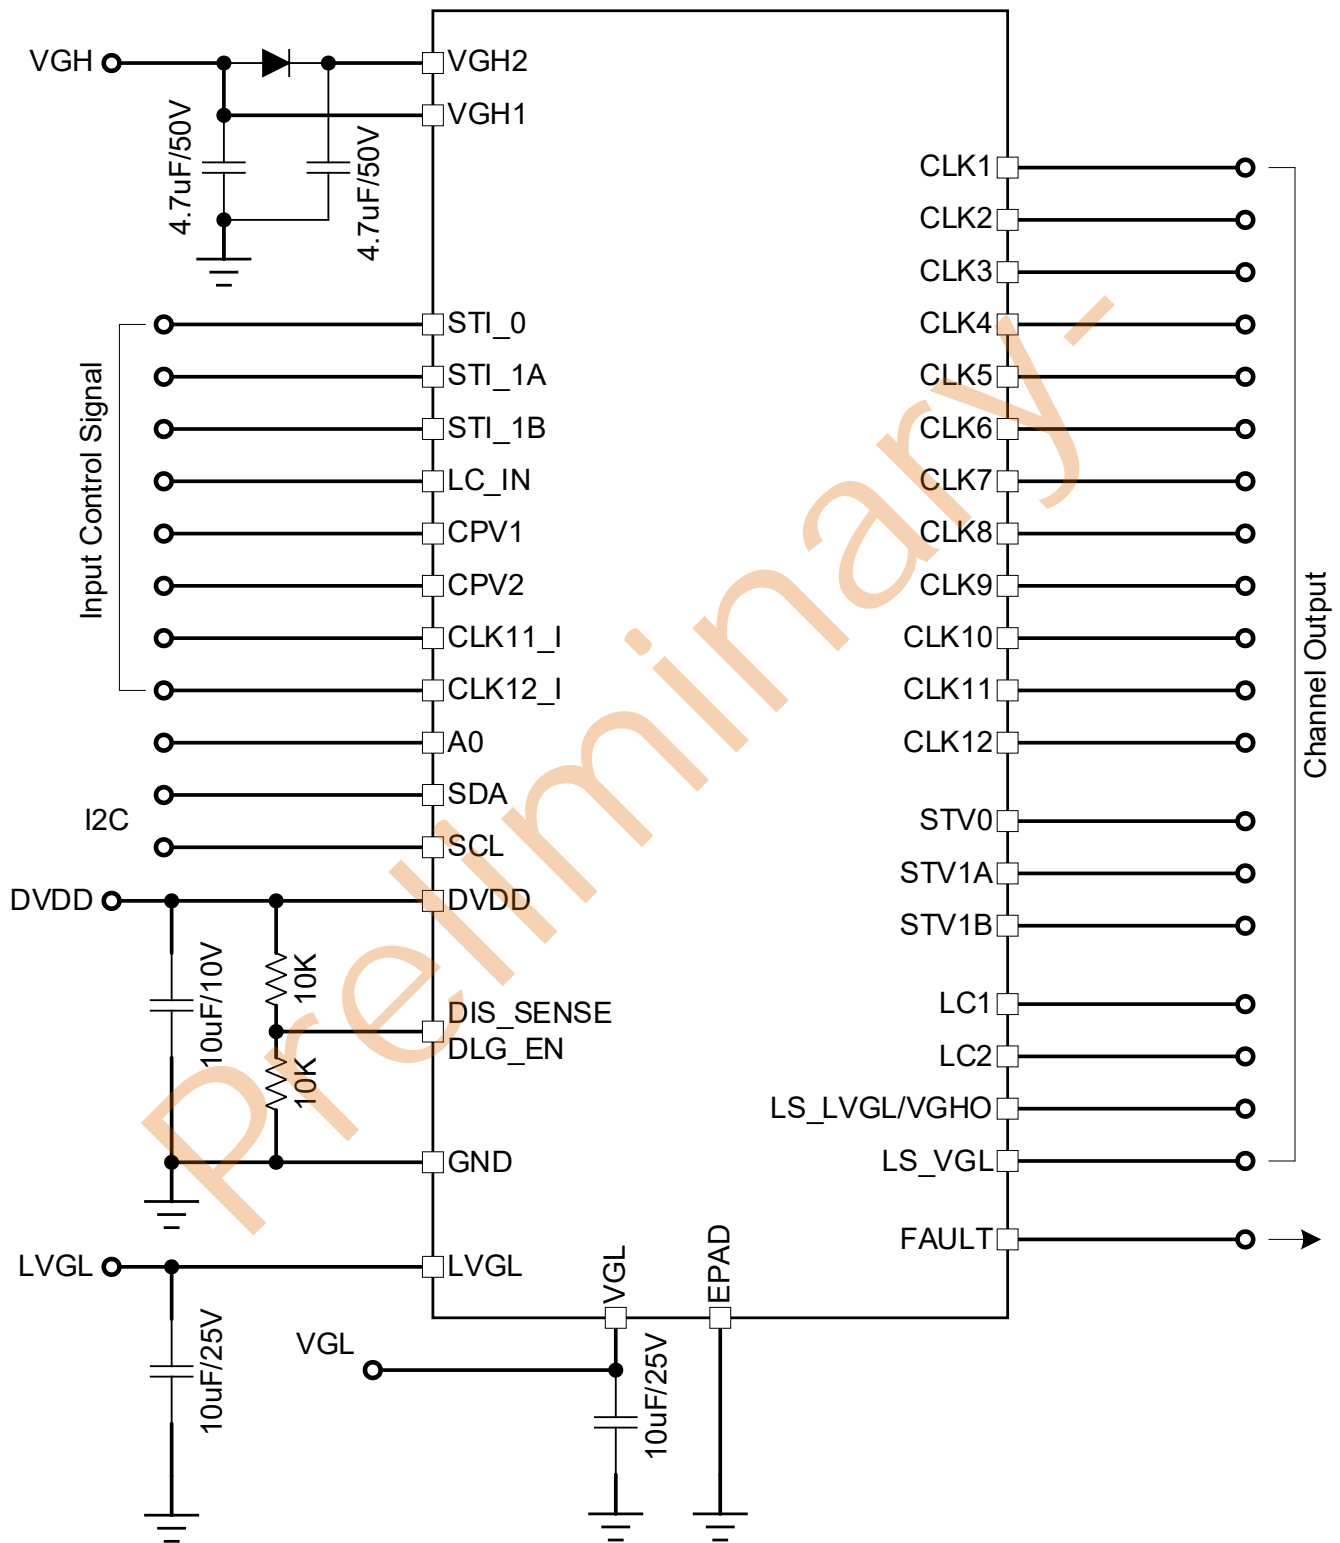 VGH
VGH2
VGH1
4.7uF/50V
4.7uF/50V
Input Control Signal
STI_0
STI_1A
STI_1B
LC_IN
CPV1
CPV2
CLK11_I
CLK12_I
A0
I2C
SDA
SCL
DVDD
DVDD
10uF/10V
10K
10K
DIS_SENSE
DLG_EN
GND
LVGL
LVGL
10uF/25V
VGL
VGL
10uF/25V
EPAD
CLK1
CLK2
CLK3
CLK4
CLK5
CLK6
CLK7
CLK8
CLK9
CLK10
CLK11
CLK12
STV0
STV1A
STV1B
LC1
LC2
LS_LVGL/VGHO
LS_VGL
FAULT
Channel Output
Preliminary-